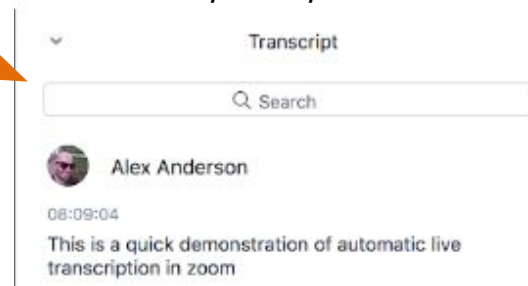 Transcript
Search
Alex Anderson
08:09:04
This is a quick demonstration of automatic live
transcription in zoom